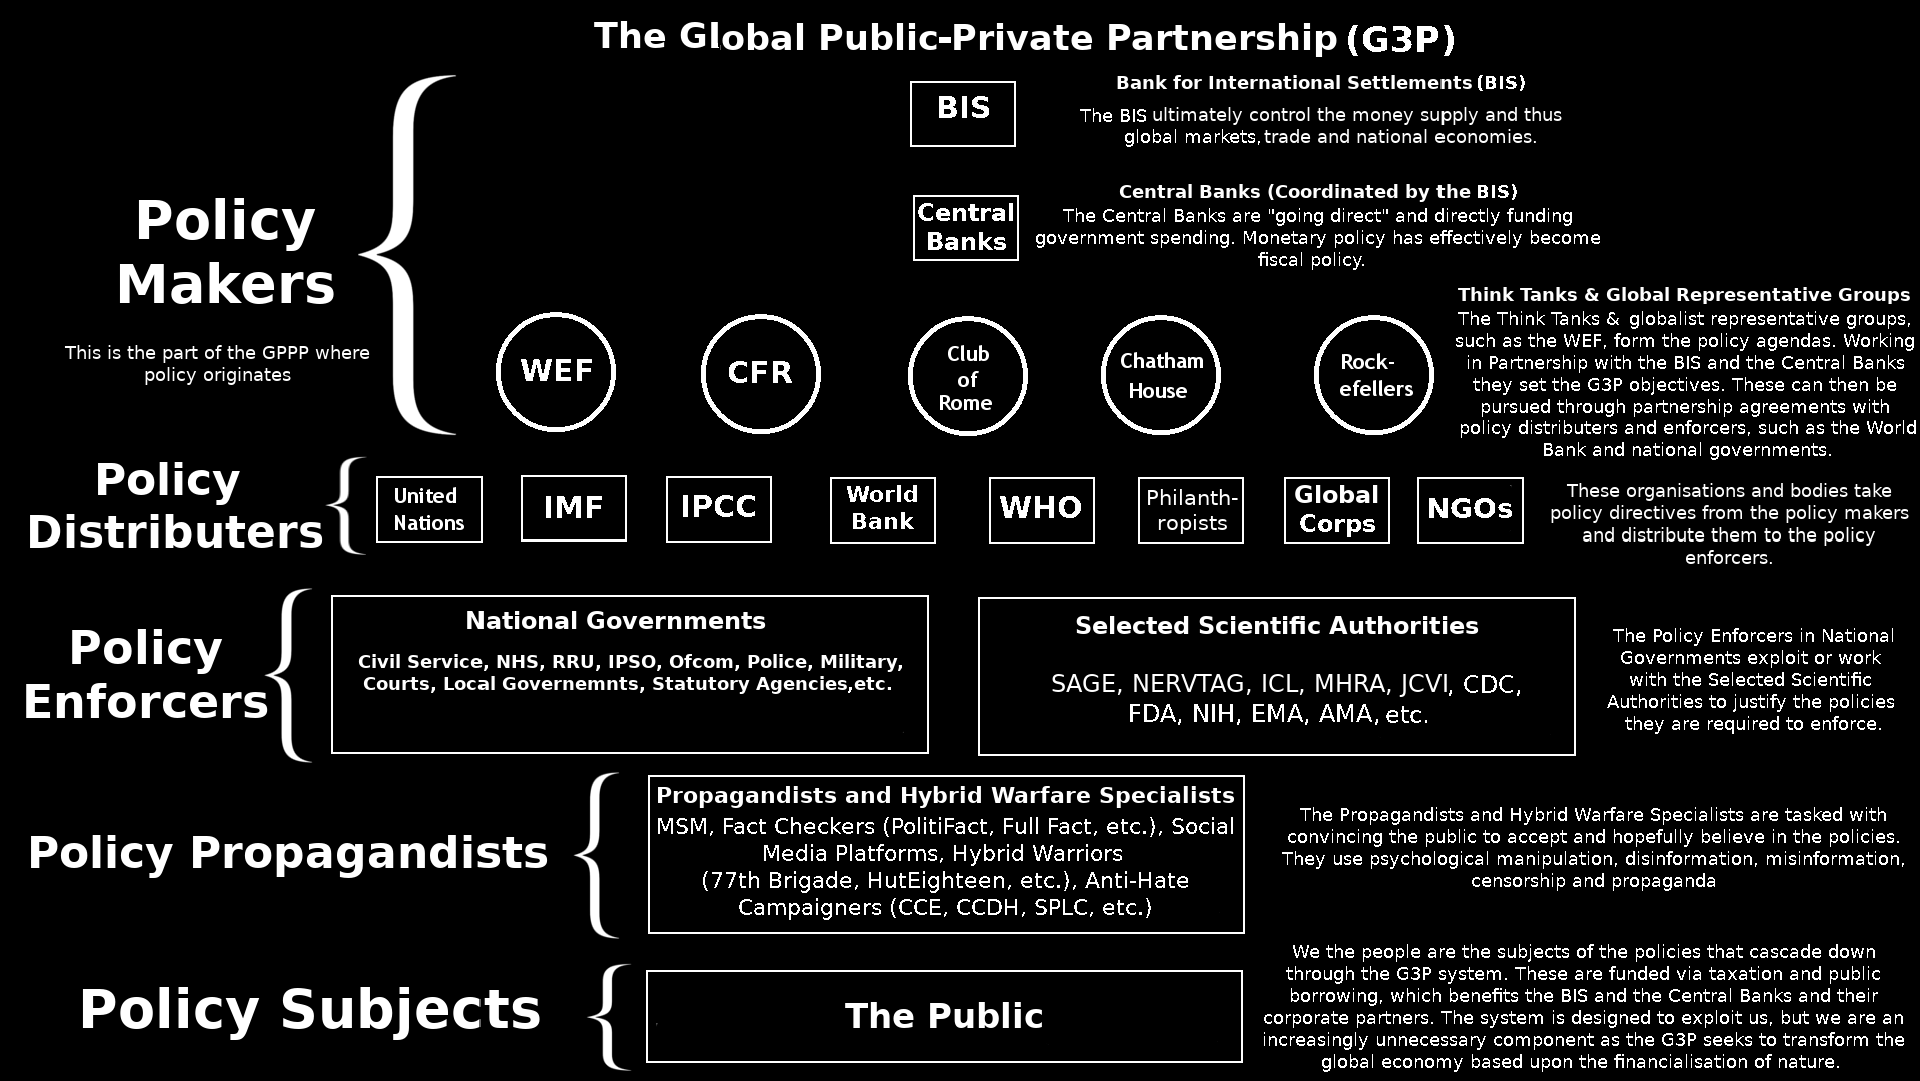 The Global Public-Private Partnership (G3P)
BIS
Bank for International Settlements (BIS)
The BIS ultimately control the money supply and thus
global markets, trade and national economies.
Central
Banks
Central Banks (Coordinated by the BIS)
The Central Banks are "going direct" and directly funding
government spending. Monetary policy has effectively become
fiscal policy.
Policy
Makers
This is the part of the GPPP where
policy originates
WEF
CFR
Club
of
Rome
Chatham
House
Rock-
efellers
Think Tanks & Global Representative Groups
The Think Tanks & globalist representative groups,
such as the WEF, form the policy agendas. Working
in Partnership with the BIS and the Central Banks
they set the G3P objectives. These can then be
pursued through partnership agreements with
policy distributers and enforcers, such as the World
Bank and national governments.
Policy
Distributers
United
Nations
IMF
IPCC
World
Bank
WHO
Philanth-
ropists
Global
Corps
NGOs
These organisations and bodies take
policy directives from the policy makers
and distribute them to the policy
enforcers.
Policy
Enforcers
National Governments
Civil Service, NHS, RRU, IPSO, Ofcom, Police, Military,
Courts, Local Governemnts, Statutory Agencies,etc.
Selected Scientific Authorities
SAGE, NERVTAG, ICL, MHRA, JCVI, CDC,
FDA, NIH, EMA, AMA, etc.
The Policy Enforcers in National
Governments exploit or work
with the Selected Scientific
Authorities to justify the policies
they are required to enforce.
Policy Propagandists
Propagandists and Hybrid Warfare Specialists
MSM, Fact Checkers (PolitiFact, Full Fact, etc.), Social
Media Platforms, Hybrid Warriors
(77th Brigade, HutEighteen, etc.), Anti-Hate
Campaigners (CCE, CCDH, SPLC, etc.)
The Propagandists and Hybrid Warfare Specialists are tasked with
convincing the public to accept and hopefully believe in the policies.
They use psychological manipulation, disinformation, misinformation,
censorship and propaganda
Policy Subjects
The Public
We the people are the subjects of the policies that cascade down
through the G3P system. These are funded via taxation and public
borrowing, which benefits the BIS and the Central Banks and their
corporate partners. The system is designed to exploit us, but we are an
increasingly unnecessary component as the G3P seeks to transform the
global economy based upon the financialisation of nature.